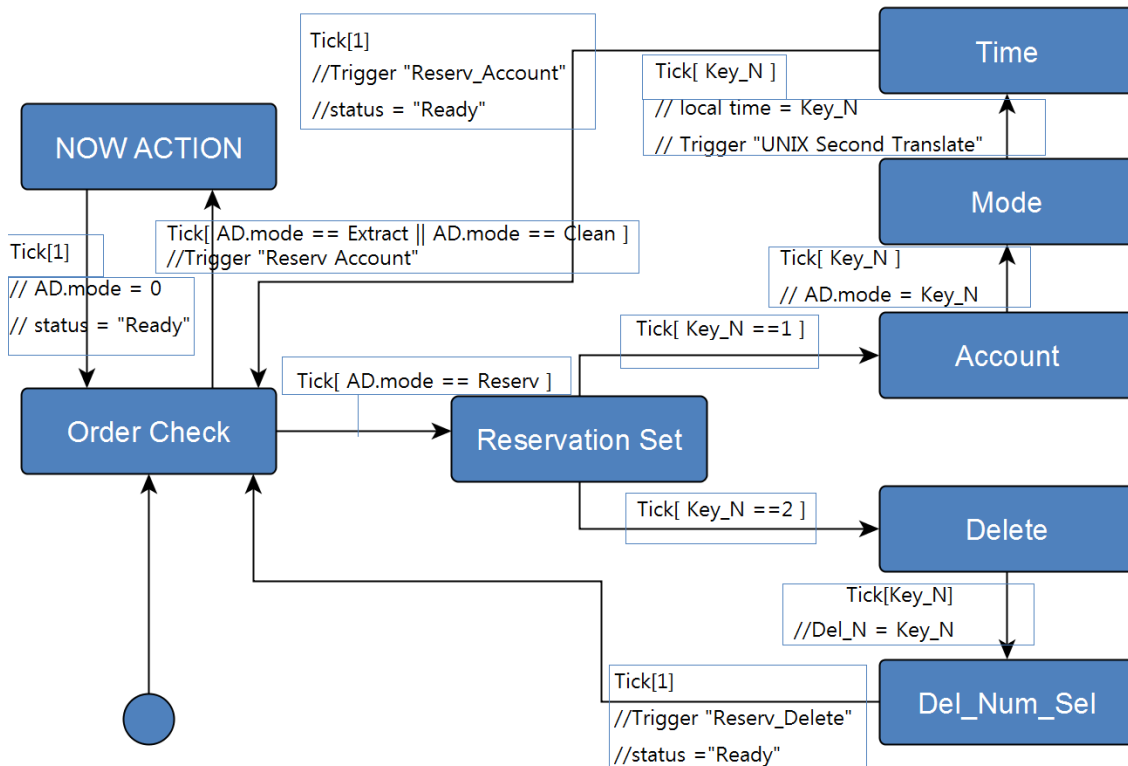 Tick[1]
//Trigger "Reserv_Account"
//status = "Ready"
Time
Tick[ Key_N ]
// local time = Key_N
// Trigger "UNIX Second Translate"
NOW ACTION
Mode
Tick[ AD.mode == Extract || AD.mode == Clean ]
//Trigger "Reserv Account"
Tick[1]
// AD.mode = 0
// status = "Ready"
Tick[ Key_N ]
// AD.mode = Key_N
Tick[ Key_N ==1 ]
Account
Tick[ AD.mode == Reserv ]
Order Check
Reservation Set
Tick[ Key_N ==2 ]
Delete
Tick[Key_N]
//Del_N = Key_N
Tick[1]
//Trigger "Reserv_Delete"
//status ="Ready"
Del_Num_Sel